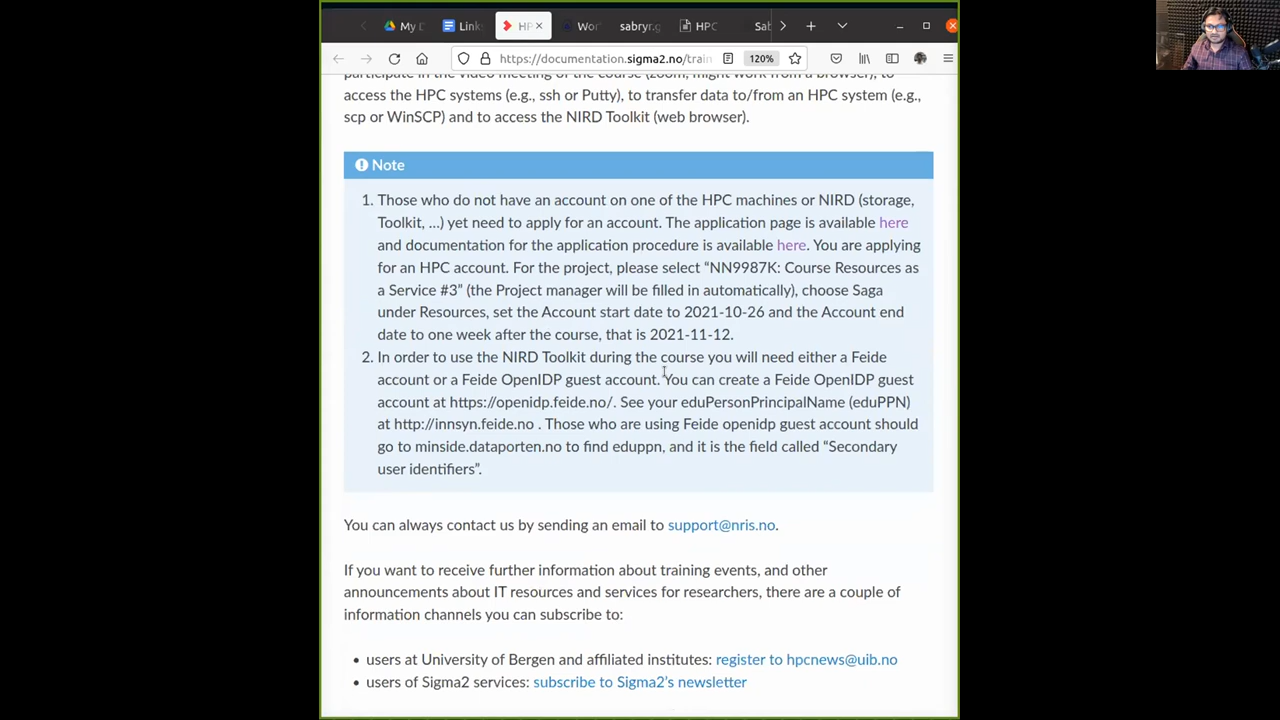 My D
Link
HP
Wor
sabryr.g
HPC
Sat
https://documentation.sigma2.no/train
120%
participate in the video meeting of the course (zoom, might work from a browser), to
access the HPC systems (e.g., ssh or Putty), to transfer data to/from an HPC system (e.g.,
scp or WinSCP) and to access the NIRD Toolkit (web browser).
Note
1. Those who do not have an account on one of the HPC machines or NIRD (storage,
Toolkit, ...) yet need to apply for an account. The application page is available here
and documentation for the application procedure is available here. You are applying
for an HPC account. For the project, please select “NN9987K: Course Resources as
a Service #3” (the Project manager will be filled in automatically), choose Saga
under Resources, set the Account start date to 2021-10-26 and the Account end
date to one week after the course, that is 2021-11-12.
2. In order to use the NIRD Toolkit during the course you will need either a Feide
account or a Feide OpenIDP guest account. You can create a Feide OpenIDP guest
account at https://openidp.feide.no/. See your eduPersonPrincipalName (eduPPN)
at http://innsyn.feide.no . Those who are using Feide openidp guest account should
go to minside.dataporten.no to find eduppn, and it is the field called “Secondary
user identifiers”.
You can always contact us by sending an email to support@nris.no.
If you want to receive further information about training events, and other
announcements about IT resources and services for researchers, there are a couple of
information channels you can subscribe to:
• users at University of Bergen and affiliated institutes: register to hpcnews@uib.no
• users of Sigma2 services: subscribe to Sigma2’s newsletter